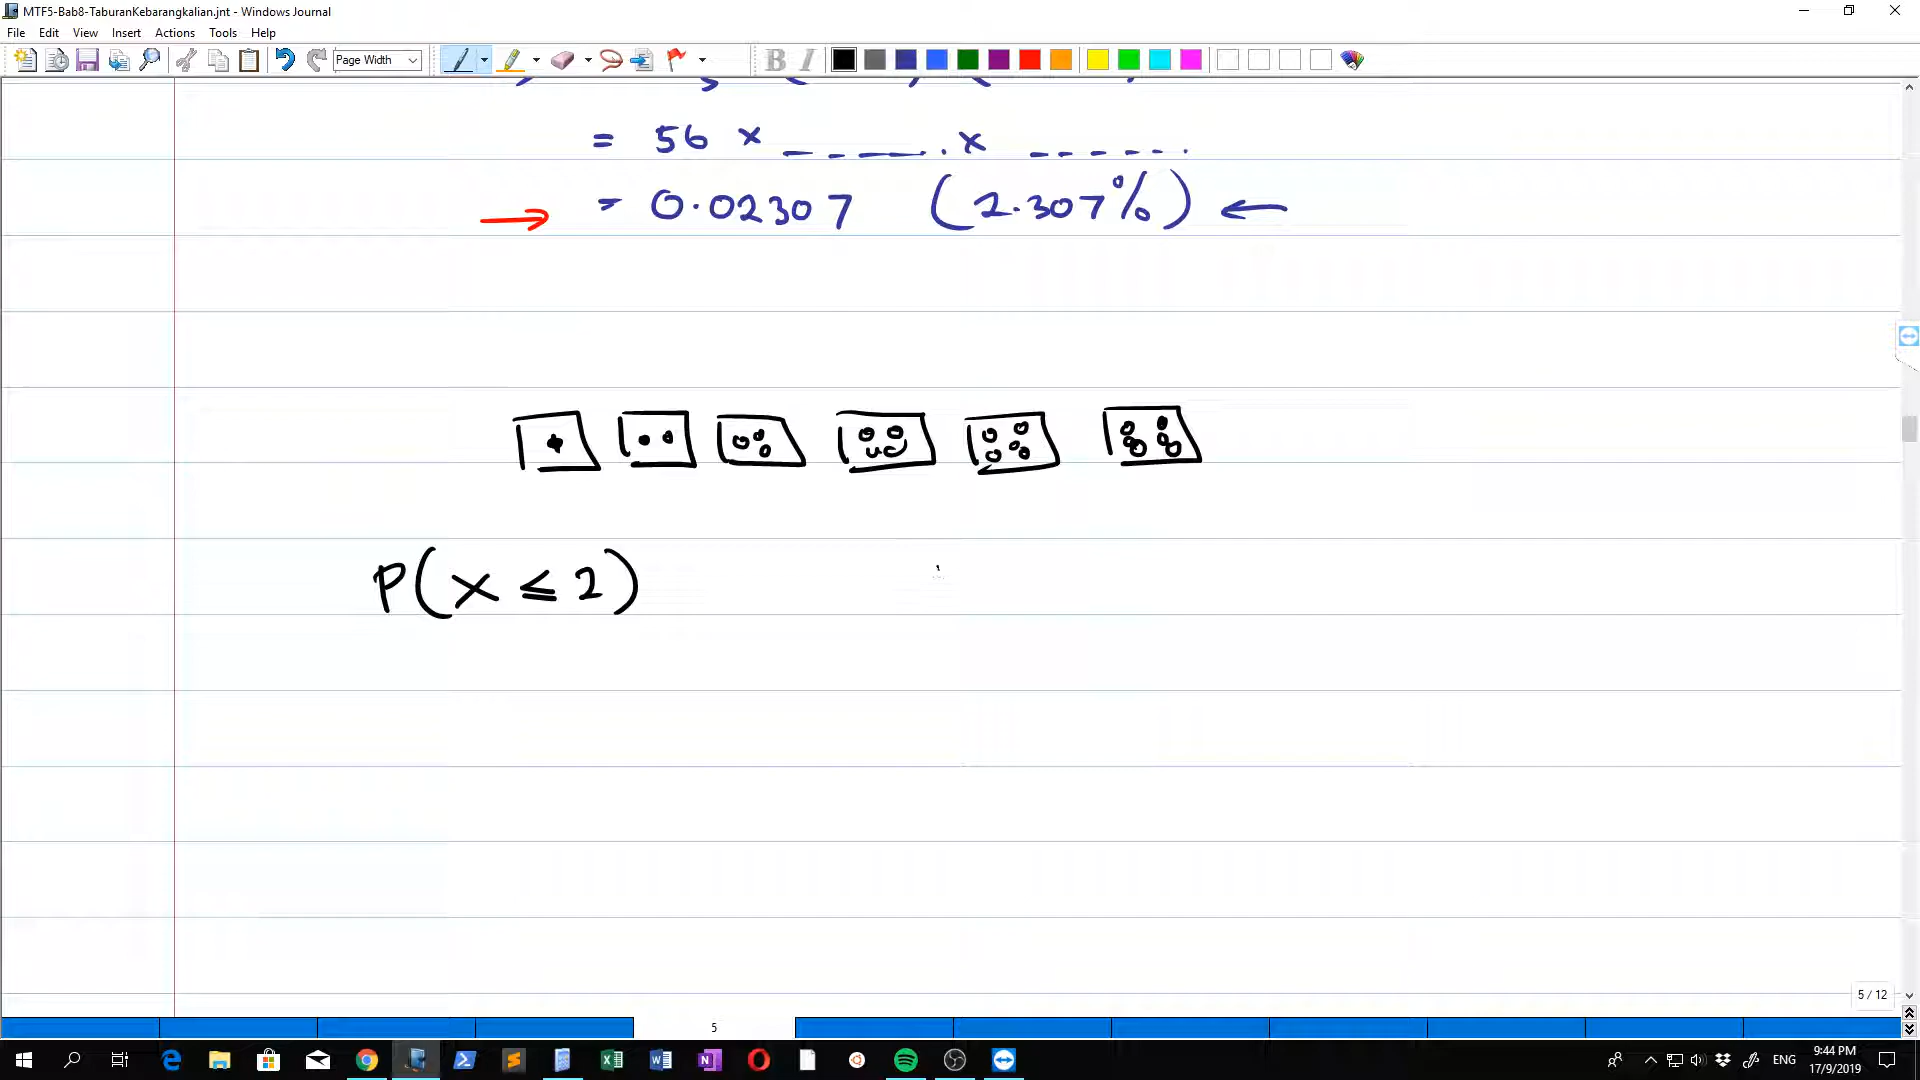 MTF5-Bab8-TaburanKebarangkalian.jnt - Windows Journal
File Edit View Insert Actions Tools Help
Page Width B I
= 56 x _ _ _ . x _ _ _ _ _ .
= 0.02307 (2.307%)
P(x ≤ 2)
5 / 12
5
ENG
9:44 PM
17/9/2019